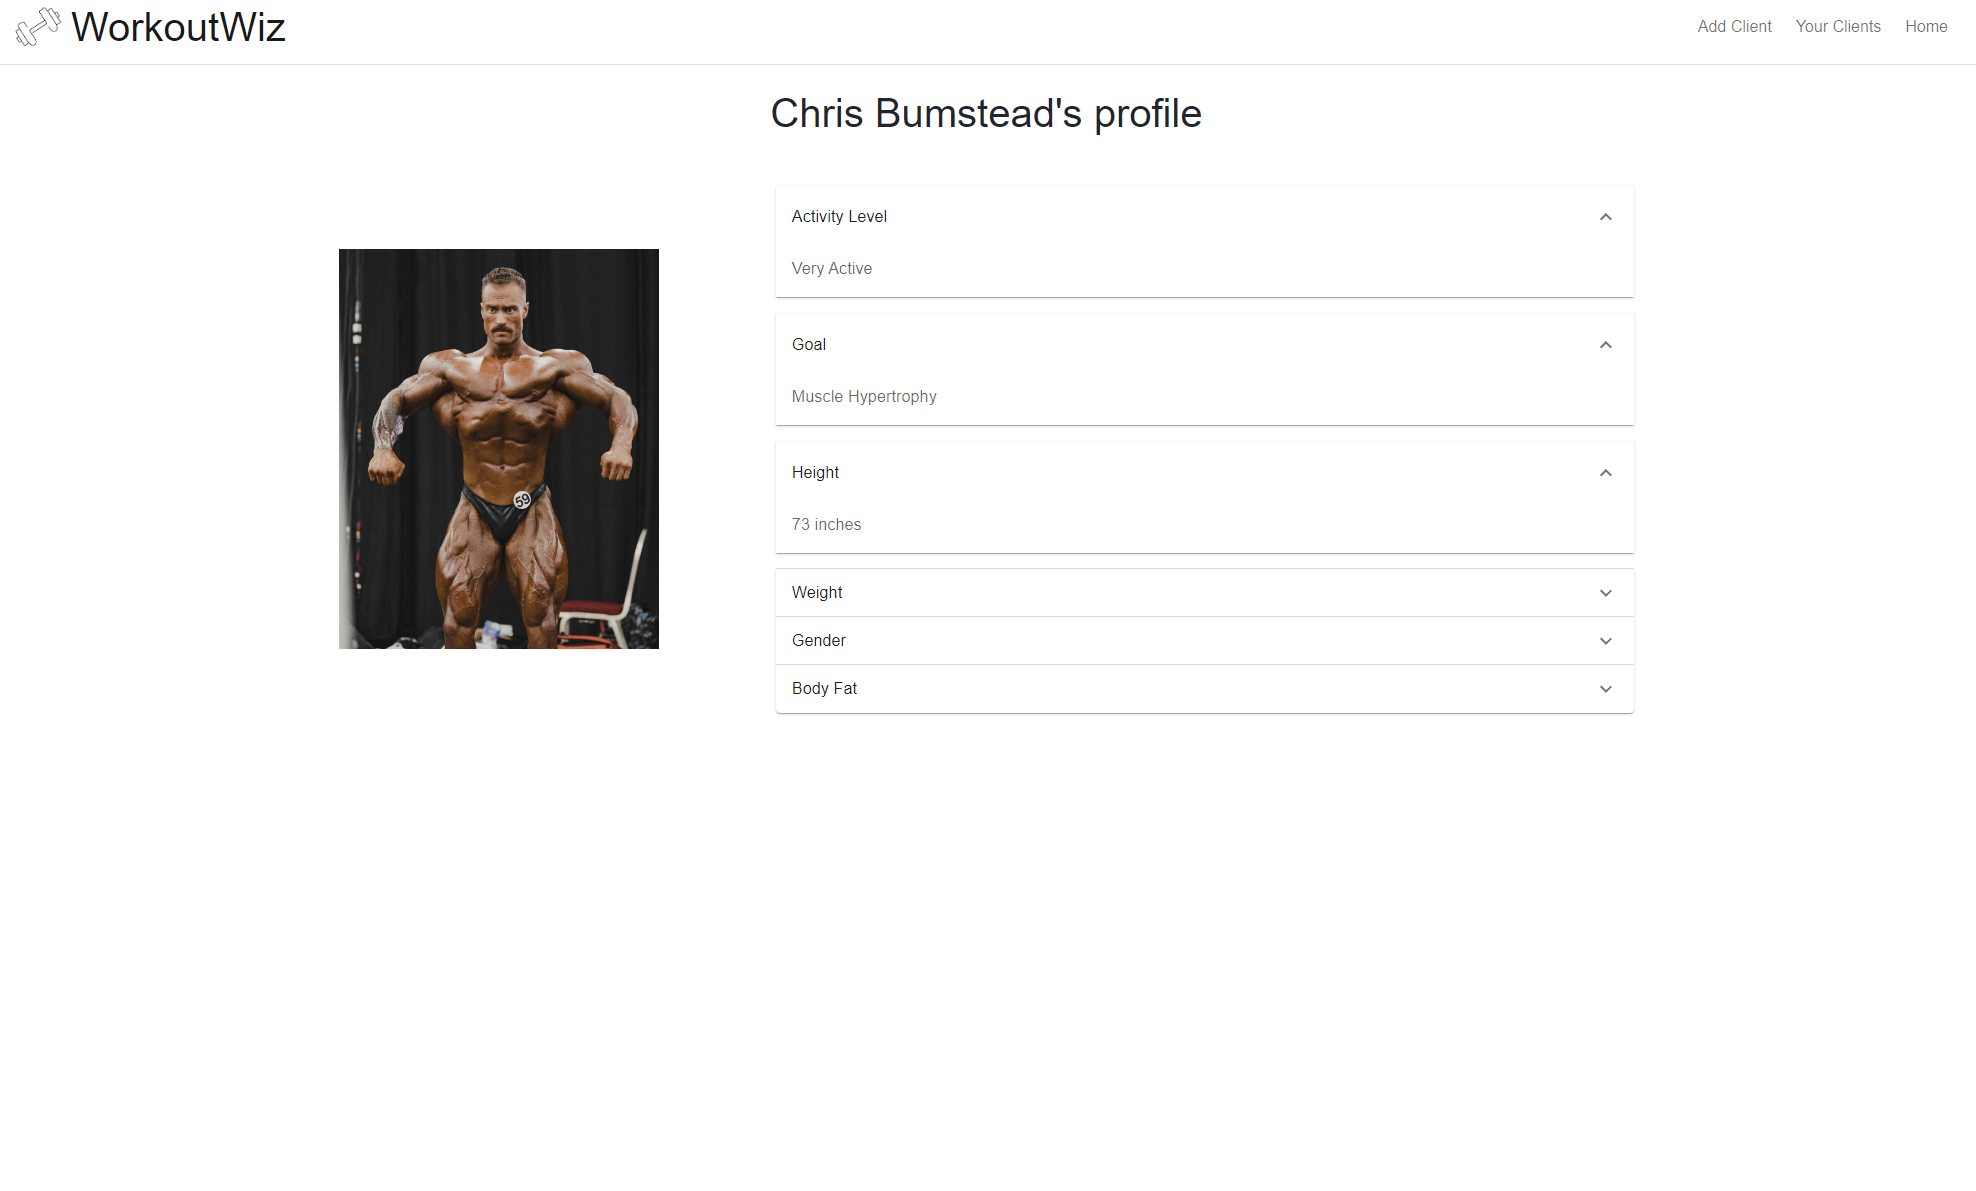 WorkoutWiz
Add Client
Your Clients
Home
Chris Bumstead's profile
Activity Level
Very Active
Goal
Muscle Hypertrophy
Height
73 inches
Weight
Gender
Body Fat
59